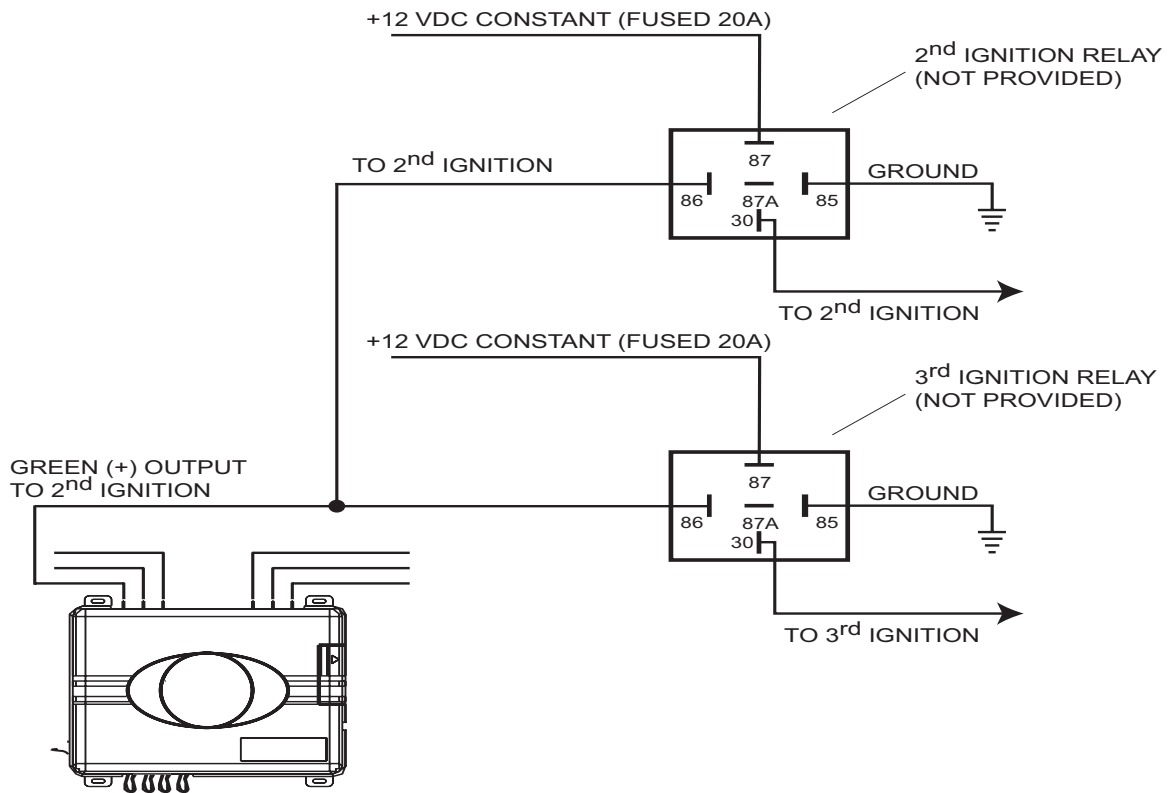 +12 VDC CONSTANT (FUSED 20A)
2nd IGNITION RELAY
(NOT PROVIDED)
87
TO 2nd IGNITION
GROUND
86
87A
85
30
TO 2nd IGNITION
+12 VDC CONSTANT (FUSED 20A)
3rd IGNITION RELAY
(NOT PROVIDED)
GREEN (+) OUTPUT
TO 2nd IGNITION
87
GROUND
86
87A
85
30
TO 3rd IGNITION